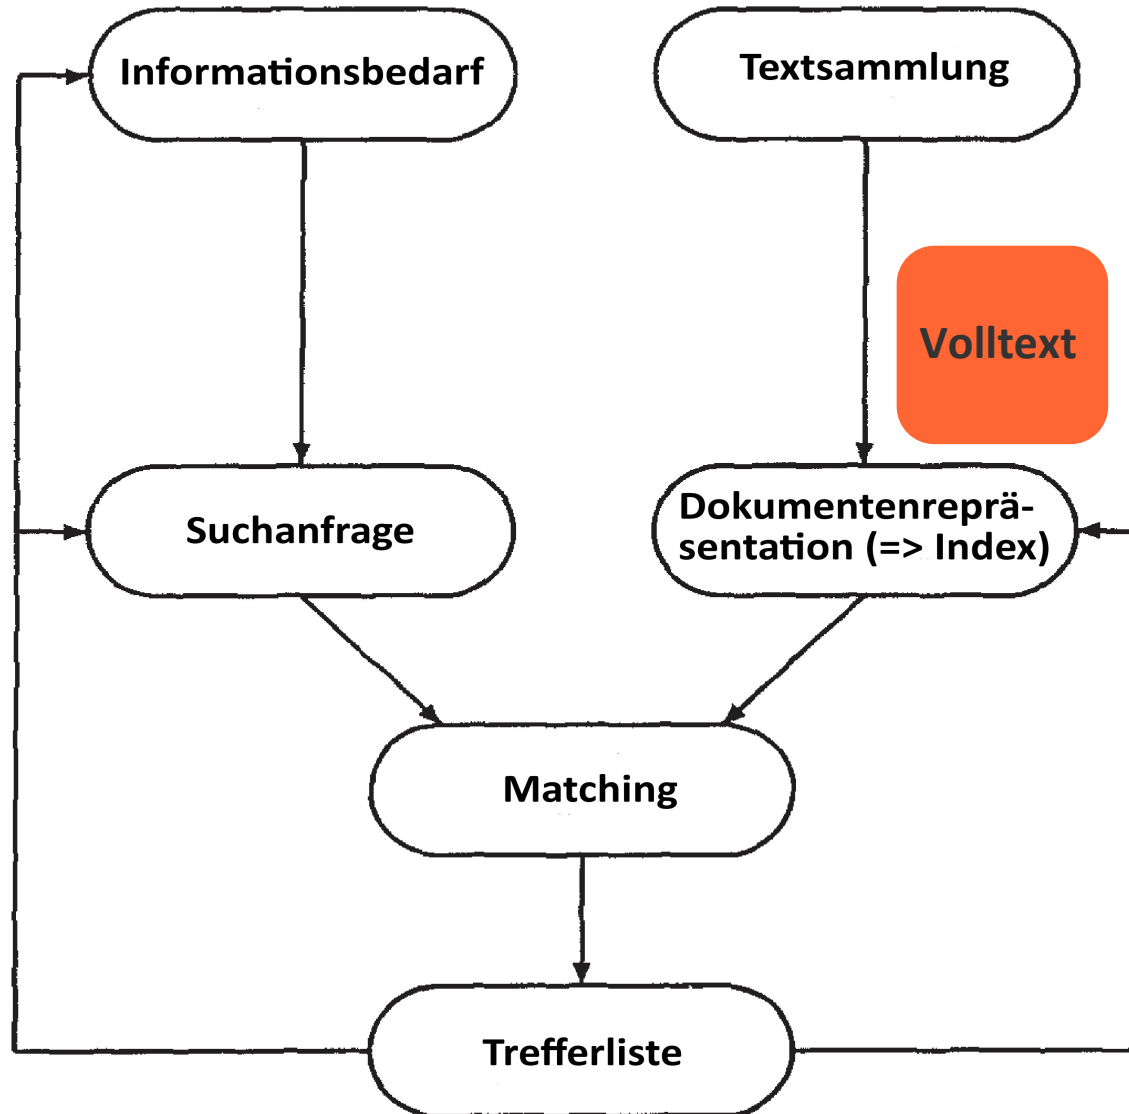 Informationsbedarf
Textsammlung
Volltext
Suchanfrage
Dokumentenreprä-
sentation (=> Index)
Matching
Trefferliste